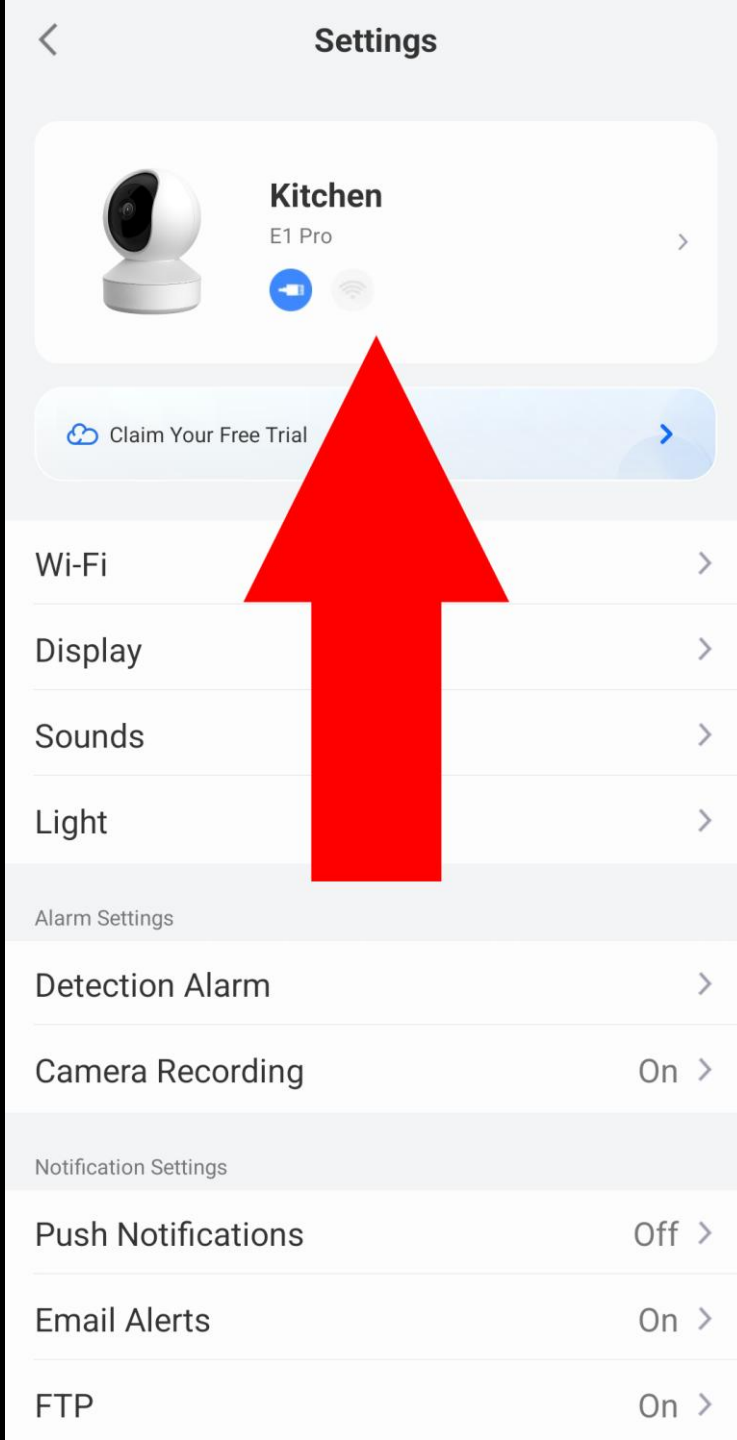 Settings
Kitchen
E1 Pro
Claim Your Free Trial
Wi-Fi
Display
Sounds
Light
Alarm Settings
Detection Alarm
Camera Recording On
Notification Settings
Push Notifications Off
Email Alerts On
FTP On